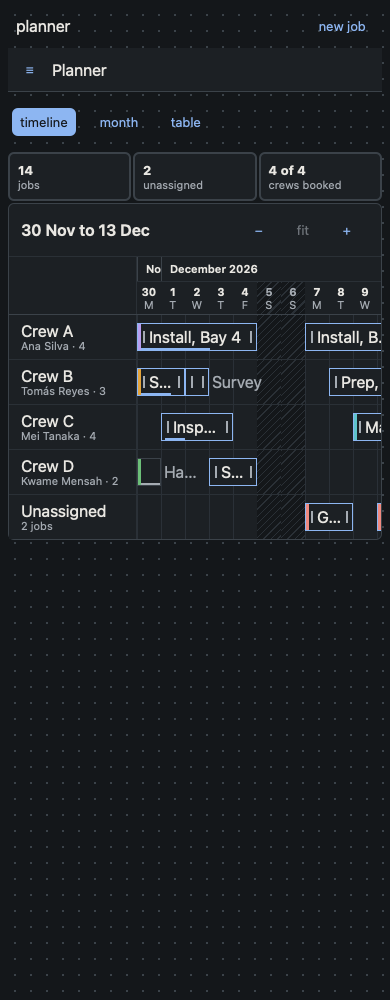 planner
new job
≡ Planner
timeline month table
14
jobs
2
unassigned
4 of 4
crews booked
30 Nov to 13 Dec
− fit +
No December 2026
30 1 2 3 4 5 6 7 8 9
M T W T F S S M T W
Crew A
Ana Silva · 4
Install, Bay 4
Install, B.
Crew B
Tomás Reyes · 3
S...
Survey
Prep,
Crew C
Mei Tanaka · 4
Insp...
Crew D
Kwame Mensah · 2
Ha...
S...
Unassigned
2 jobs
G...